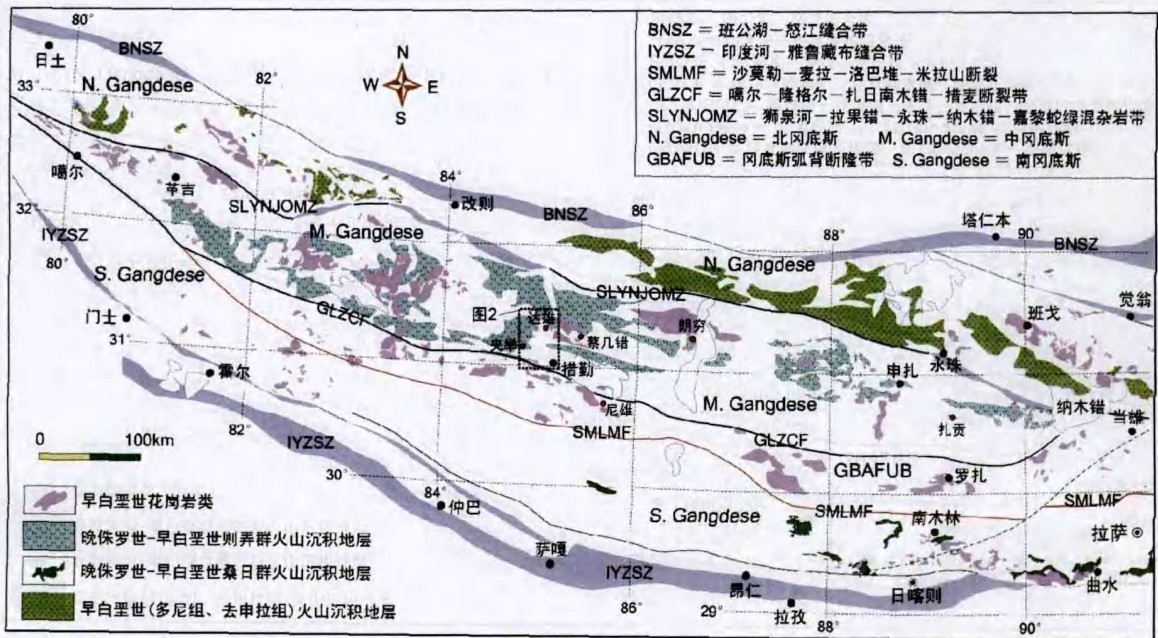 BNSZ = 班公湖－怒江缝合带
IYZSZ － 印度河－雅鲁藏布缝合带
SMLMF = 沙莫勒－麦拉－洛巴堆－米拉山断裂
GLZCF = 噶尔－隆格尔－扎日南木错－措麦断裂带
SLYNJOMZ = 狮泉河－拉果错－永珠－纳木错－嘉黎蛇绿混杂岩带
N. Gangdese = 北冈底斯 M. Gangdese = 中冈底斯
GBAFUB = 冈底斯弧背断隆带 S. Gangdese = 南冈底斯
80°
BNSZ
日土
N
W E
S
33°
N. Gangdese
82°
噶尔
革吉
84°
改则
32°
SLYNJOMZ
BNSZ
86°
88°
塔仁本
90°
BNSZ
IYZSZ
80°
M. Gangdese
S. Gangdese
N. Gangdese
SLYNJOMZ
门士
GLZCF
图2
达雄
夹半
蔡几错
朗穷
班戈
觉翁
31°
霍尔
措勤
申扎
永珠
0 100km
82°
尼雄
M. Gangdese
纳木错
当雄
SMLMF
扎贡
IYZSZ
GLZCF
GBAFUB
30°
罗扎
84°
仲巴
SMLMF
S. Gangdese
SMLMF
南木林
拉萨
萨嘎
IYZSZ
昂仁
日喀则
曲水
86°
29°
拉孜
88°
90°
早白垩世花岗岩类
晚侏罗世-早白垩世则弄群火山沉积地层
晚侏罗世-早白垩世桑日群火山沉积地层
早白垩世(多尼组、去申拉组)火山沉积地层